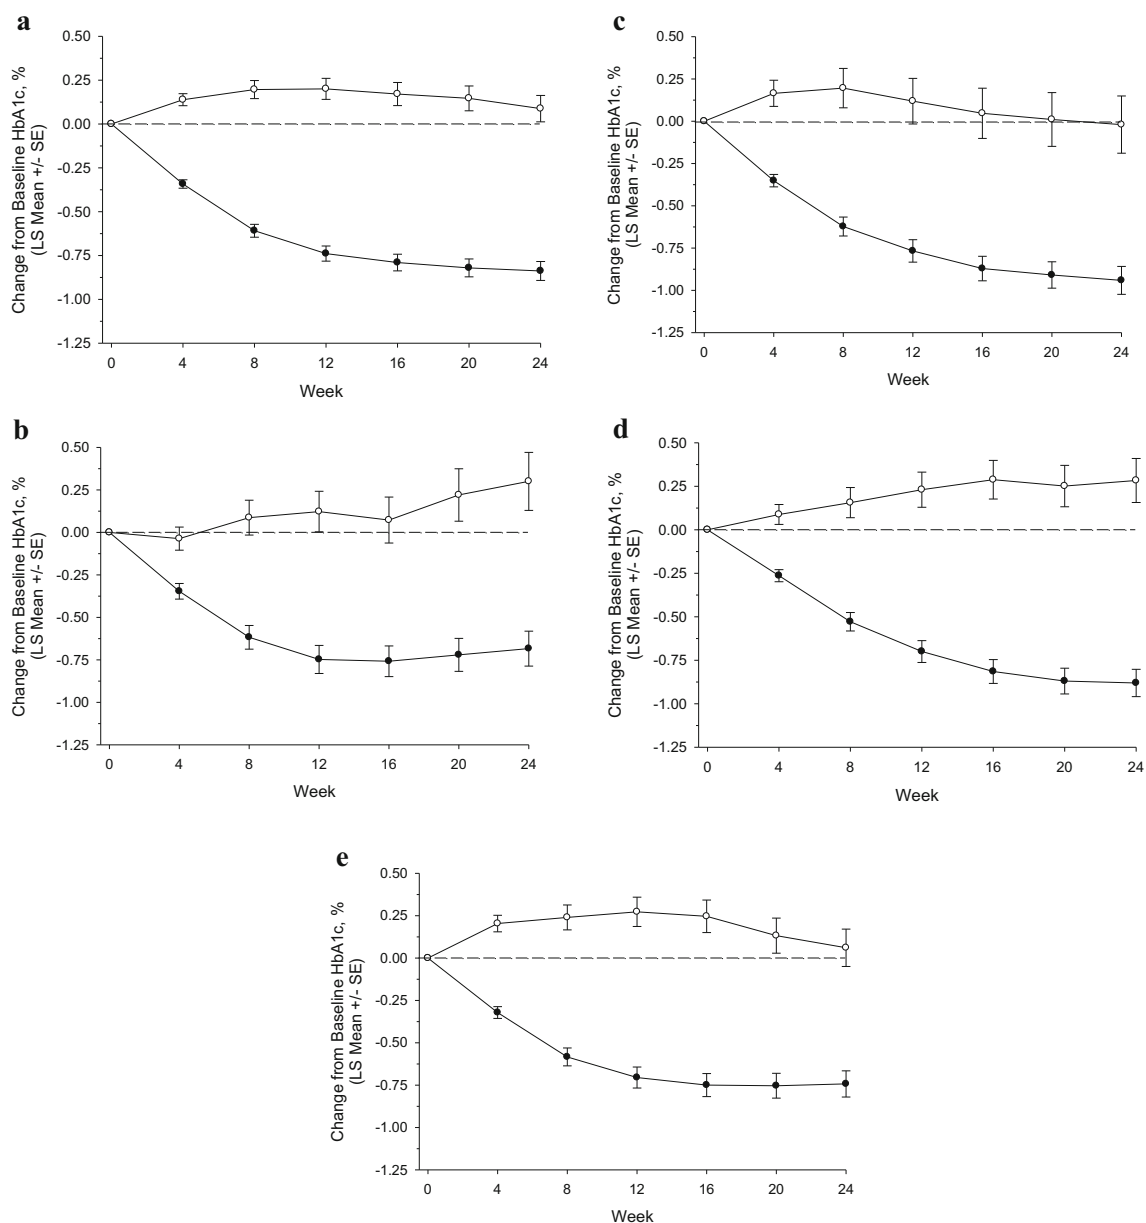 a
0.50
0.25
0.00
-0.25
-0.50
-0.75
-1.00
-1.25
Change from Baseline HbA1c, %
(LS Mean +/- SE)
0 4 8 12 16 20 24
Week
c
0.50
0.25
0.00
-0.25
-0.50
-0.75
-1.00
-1.25
Change from Baseline HbA1c, %
(LS Mean +/- SE)
0 4 8 12 16 20 24
Week
b
0.50
0.25
0.00
-0.25
-0.50
-0.75
-1.00
-1.25
Change from Baseline HbA1c, %
(LS Mean +/- SE)
0 4 8 12 16 20 24
Week
d
0.50
0.25
0.00
-0.25
-0.50
-0.75
-1.00
-1.25
Change from Baseline HbA1c, %
(LS Mean +/- SE)
0 4 8 12 16 20 24
Week
e
0.50
0.25
0.00
-0.25
-0.50
-0.75
-1.00
-1.25
Change from Baseline HbA1c, %
(LS Mean +/- SE)
0 4 8 12 16 20 24
Week